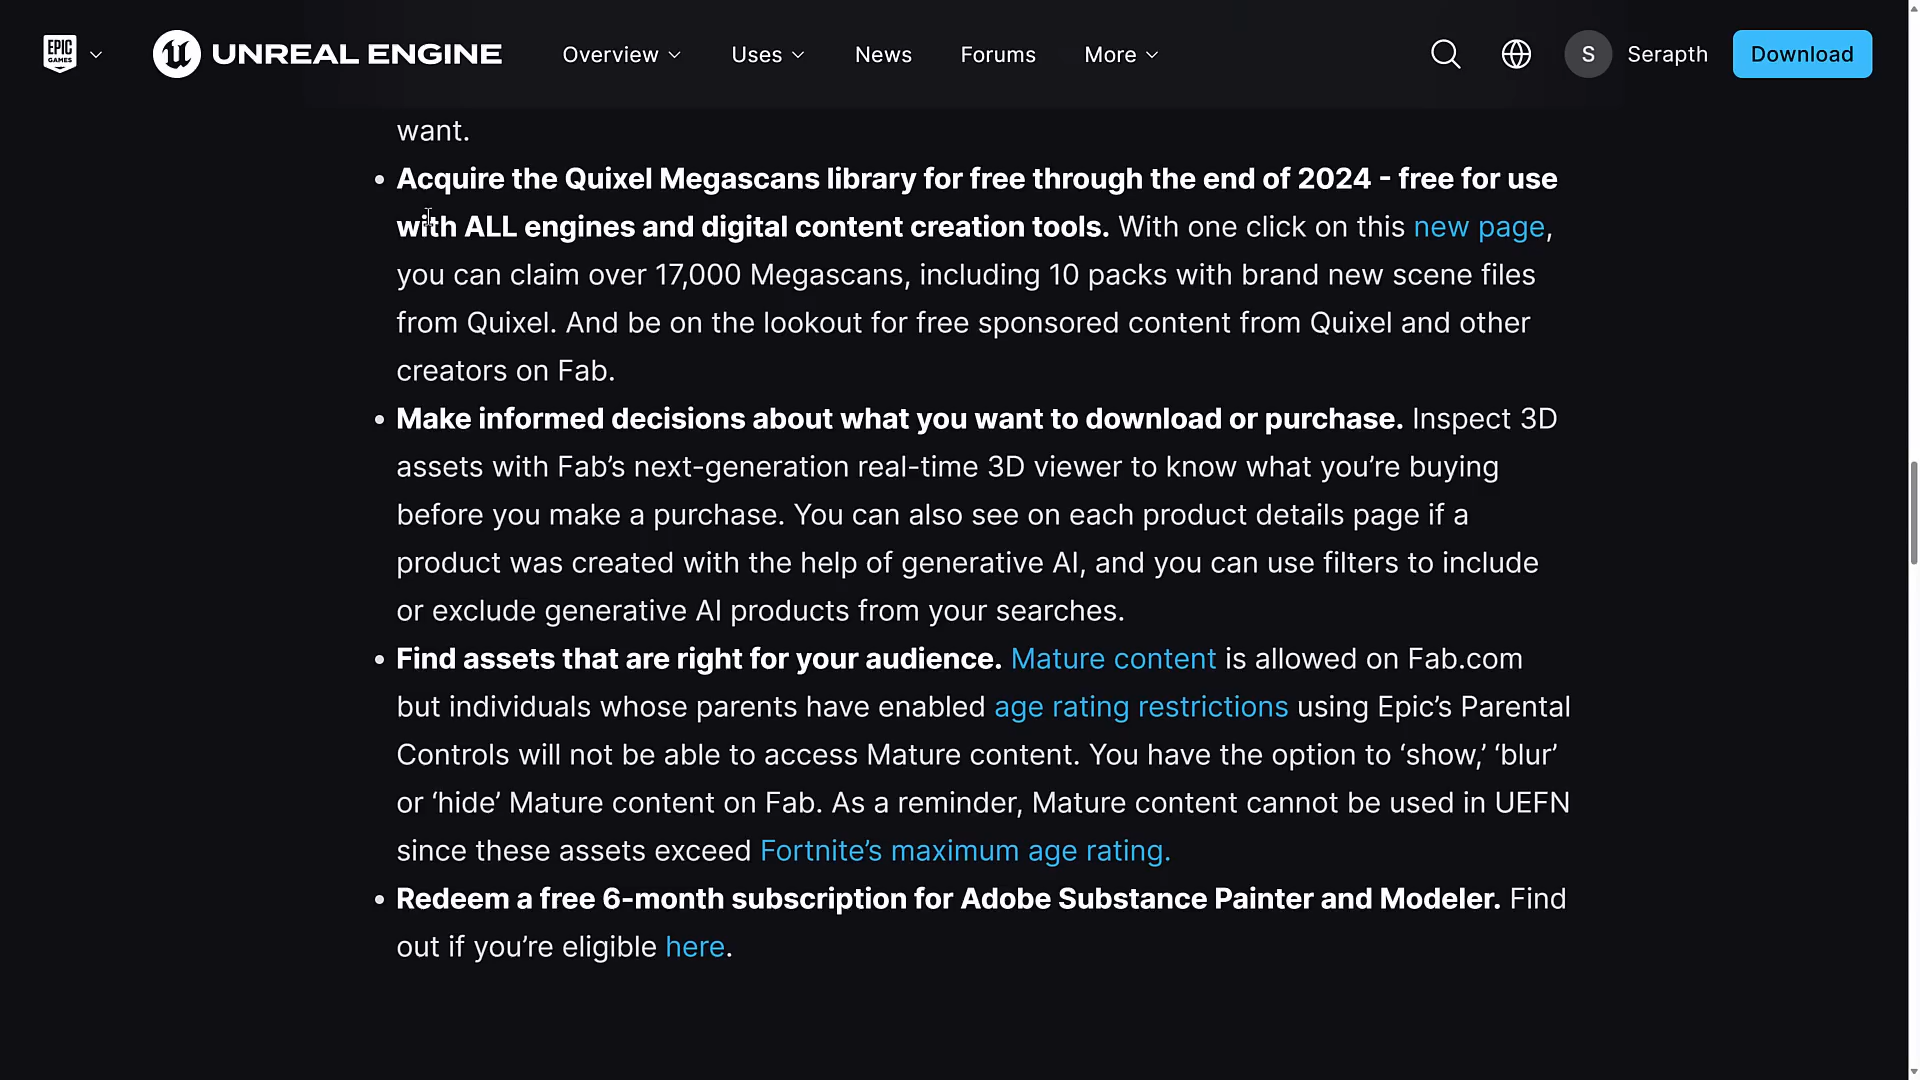 EPIC GAMES
UNREAL ENGINE
Overview
Uses
News
Forums
More
S
Serapth
Download
want.
• Acquire the Quixel Megascans library for free through the end of 2024 - free for use
with ALL engines and digital content creation tools. With one click on this new page,
you can claim over 17,000 Megascans, including 10 packs with brand new scene files
from Quixel. And be on the lookout for free sponsored content from Quixel and other
creators on Fab.
• Make informed decisions about what you want to download or purchase. Inspect 3D
assets with Fab’s next-generation real-time 3D viewer to know what you’re buying
before you make a purchase. You can also see on each product details page if a
product was created with the help of generative AI, and you can use filters to include
or exclude generative AI products from your searches.
• Find assets that are right for your audience. Mature content is allowed on Fab.com
but individuals whose parents have enabled age rating restrictions using Epic’s Parental
Controls will not be able to access Mature content. You have the option to ‘show,’ ‘blur’
or ‘hide’ Mature content on Fab. As a reminder, Mature content cannot be used in UEFN
since these assets exceed Fortnite’s maximum age rating.
• Redeem a free 6-month subscription for Adobe Substance Painter and Modeler. Find
out if you’re eligible here.